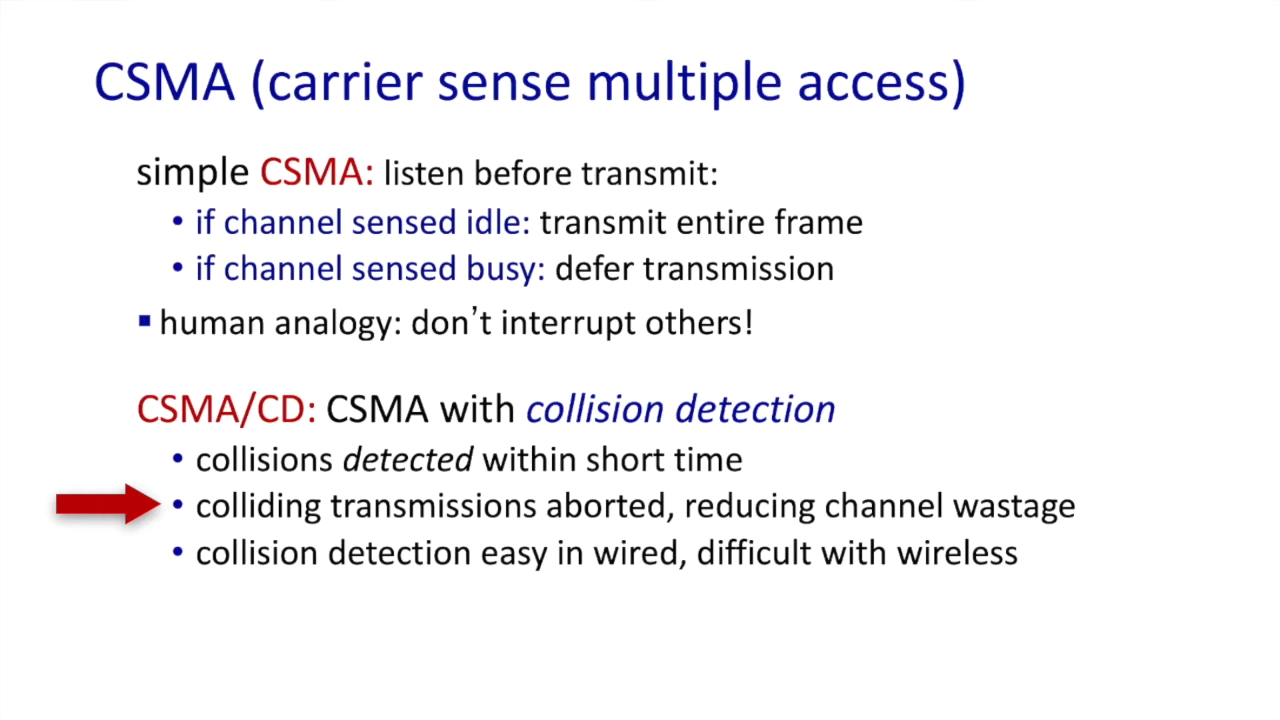 CSMA (carrier sense multiple access)
simple CSMA: listen before transmit:
• if channel sensed idle: transmit entire frame
• if channel sensed busy: defer transmission
▪ human analogy: don’t interrupt others!
CSMA/CD: CSMA with collision detection
• collisions detected within short time
• colliding transmissions aborted, reducing channel wastage
• collision detection easy in wired, difficult with wireless